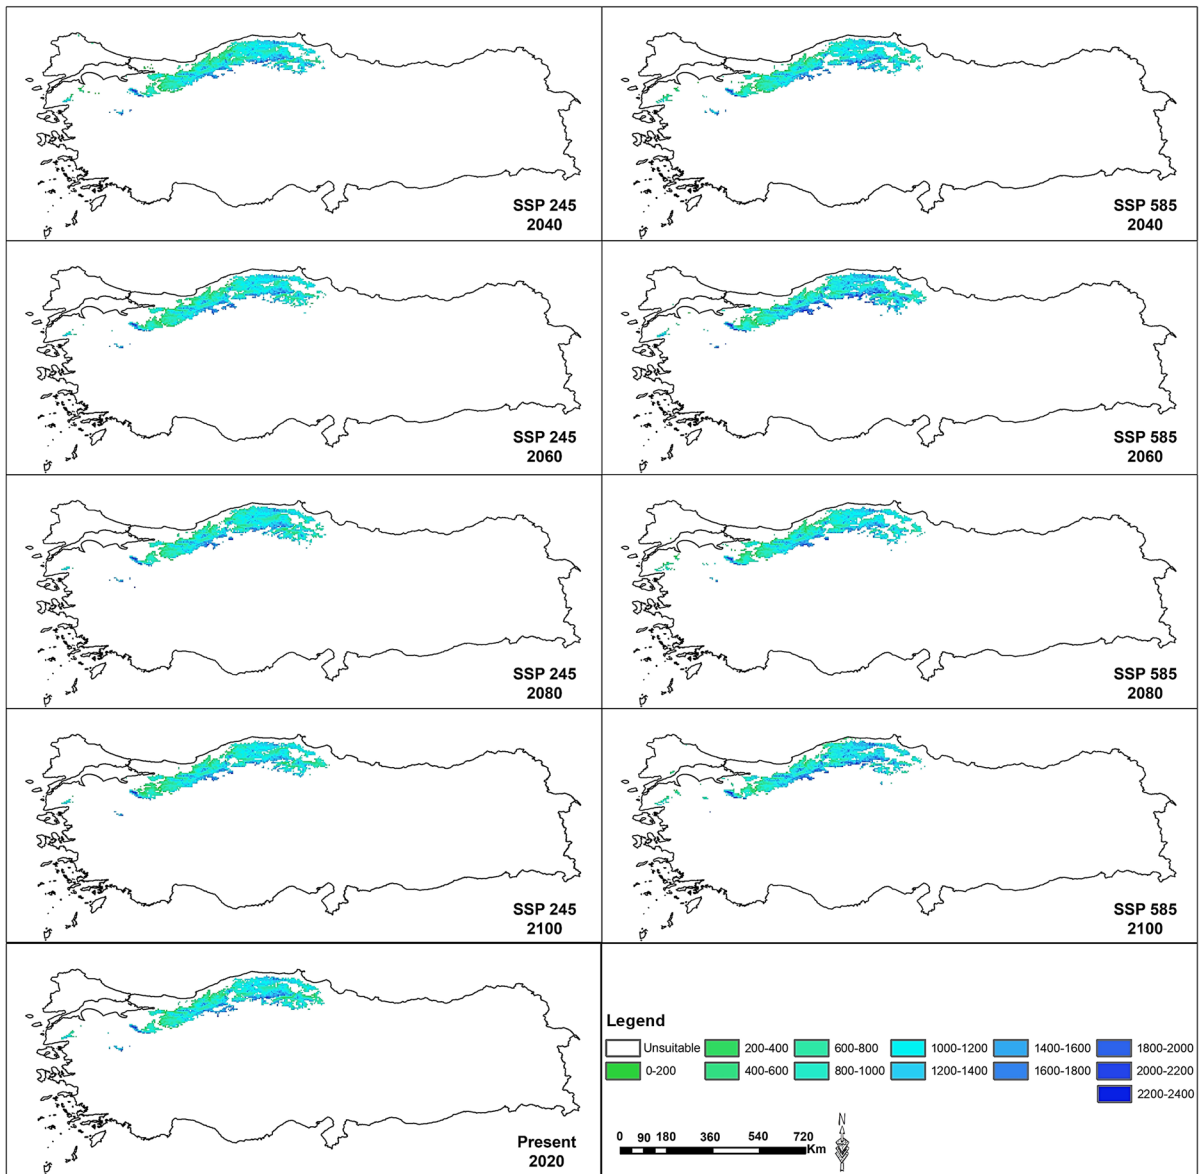 SSP 245
2040
SSP 585
2040
SSP 245
2060
SSP 585
2060
SSP 245
2080
SSP 585
2080
SSP 245
2100
SSP 585
2100
Present
2020
Legend
Unsuitable 200-400 600-800 1000-1200 1400-1600 1800-2000
0-200 400-600 800-1000 1200-1400 1600-1800 2000-2200
2200-2400
N
0 90 180 360 540 720
Km